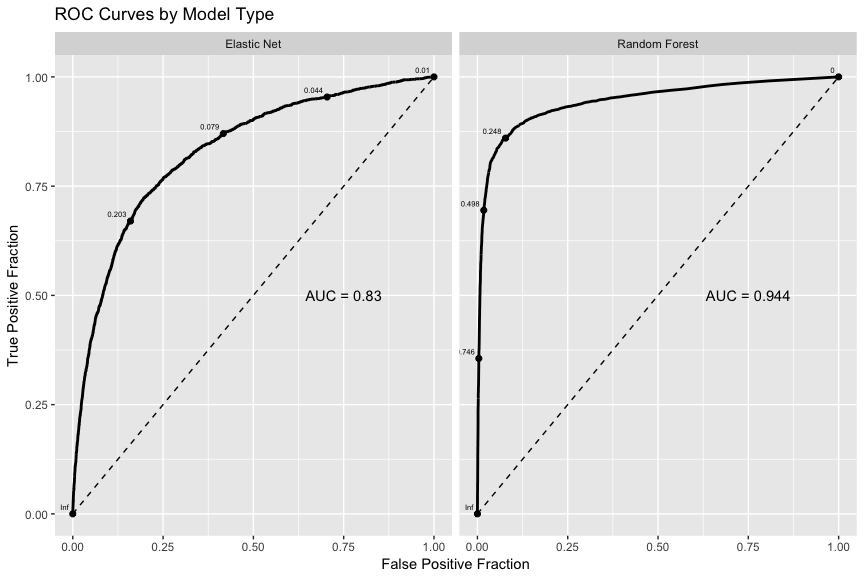 ROC Curves by Model Type
Elastic Net
Random Forest
True Positive Fraction
1.00
0.75
0.50
0.25
0.00
0.01
0.044
0.079
0.203
Inf
AUC = 0.83
0
0.248
0.498
.746
Inf
AUC = 0.944
0.00
0.25
0.50
0.75
1.00
0.00
0.25
0.50
0.75
1.00
False Positive Fraction